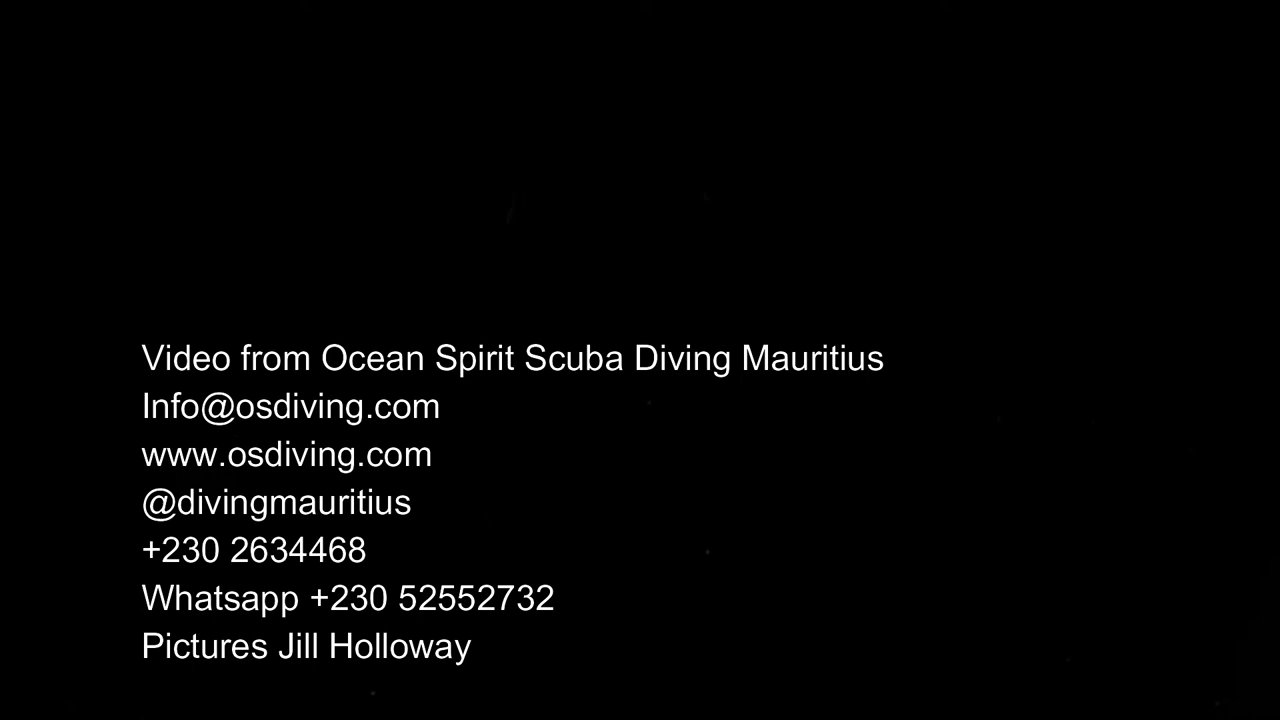 Video from Ocean Spirit Scuba Diving Mauritius
Info@osdiving.com
www.osdiving.com
@divingmauritius
+230 2634468
Whatsapp +230 52552732
Pictures Jill Holloway